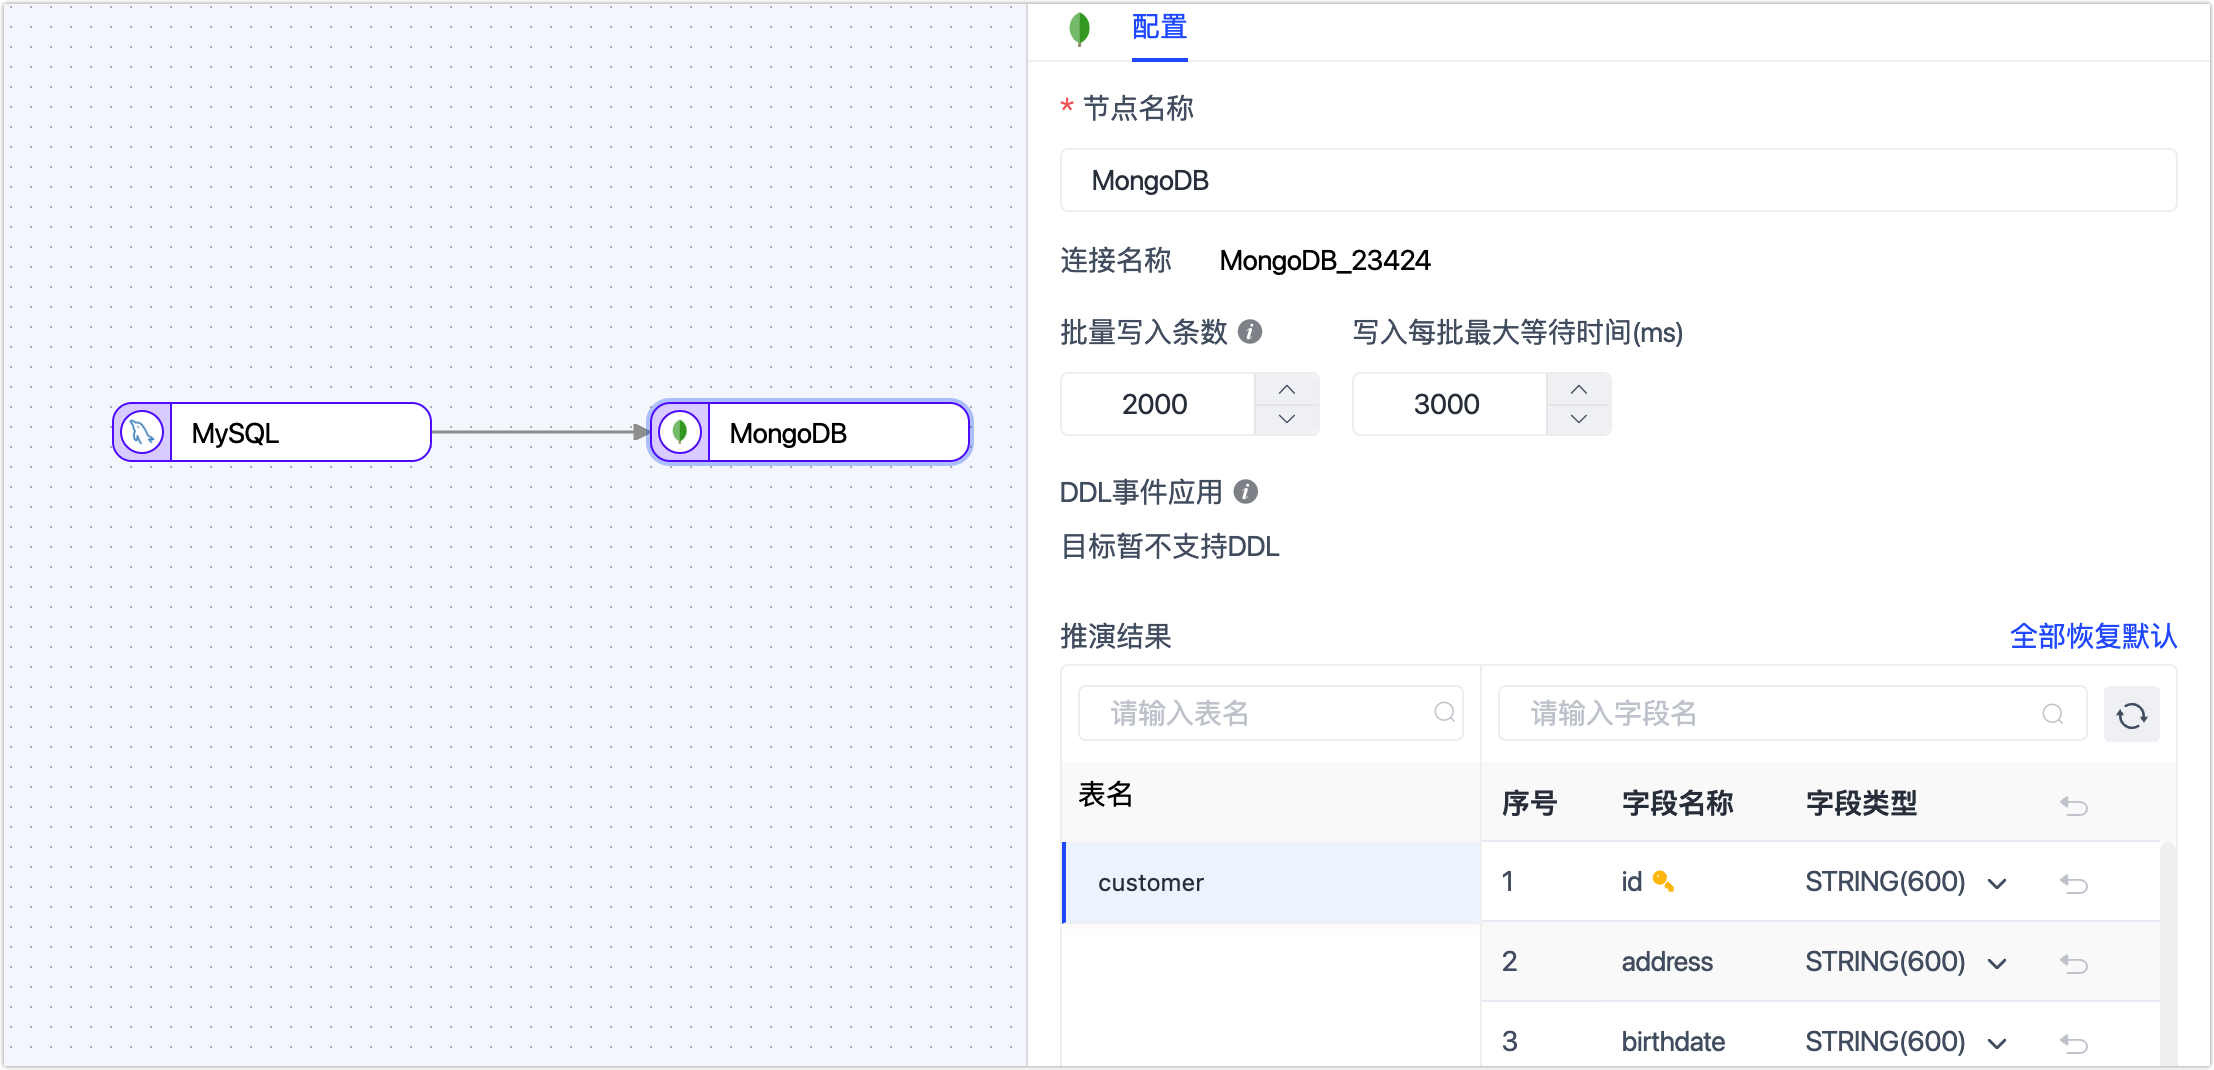 MySQL
MongoDB
配置
* 节点名称
MongoDB
连接名称 MongoDB_23424
批量写入条数 写入每批最大等待时间(ms)
2000 3000
DDL事件应用
目标暂不支持DDL
推演结果 全部恢复默认
请输入表名 请输入字段名
表名 序号 字段名称 字段类型
customer 1 id STRING(600)
2 address STRING(600)
3 birthdate STRING(600)